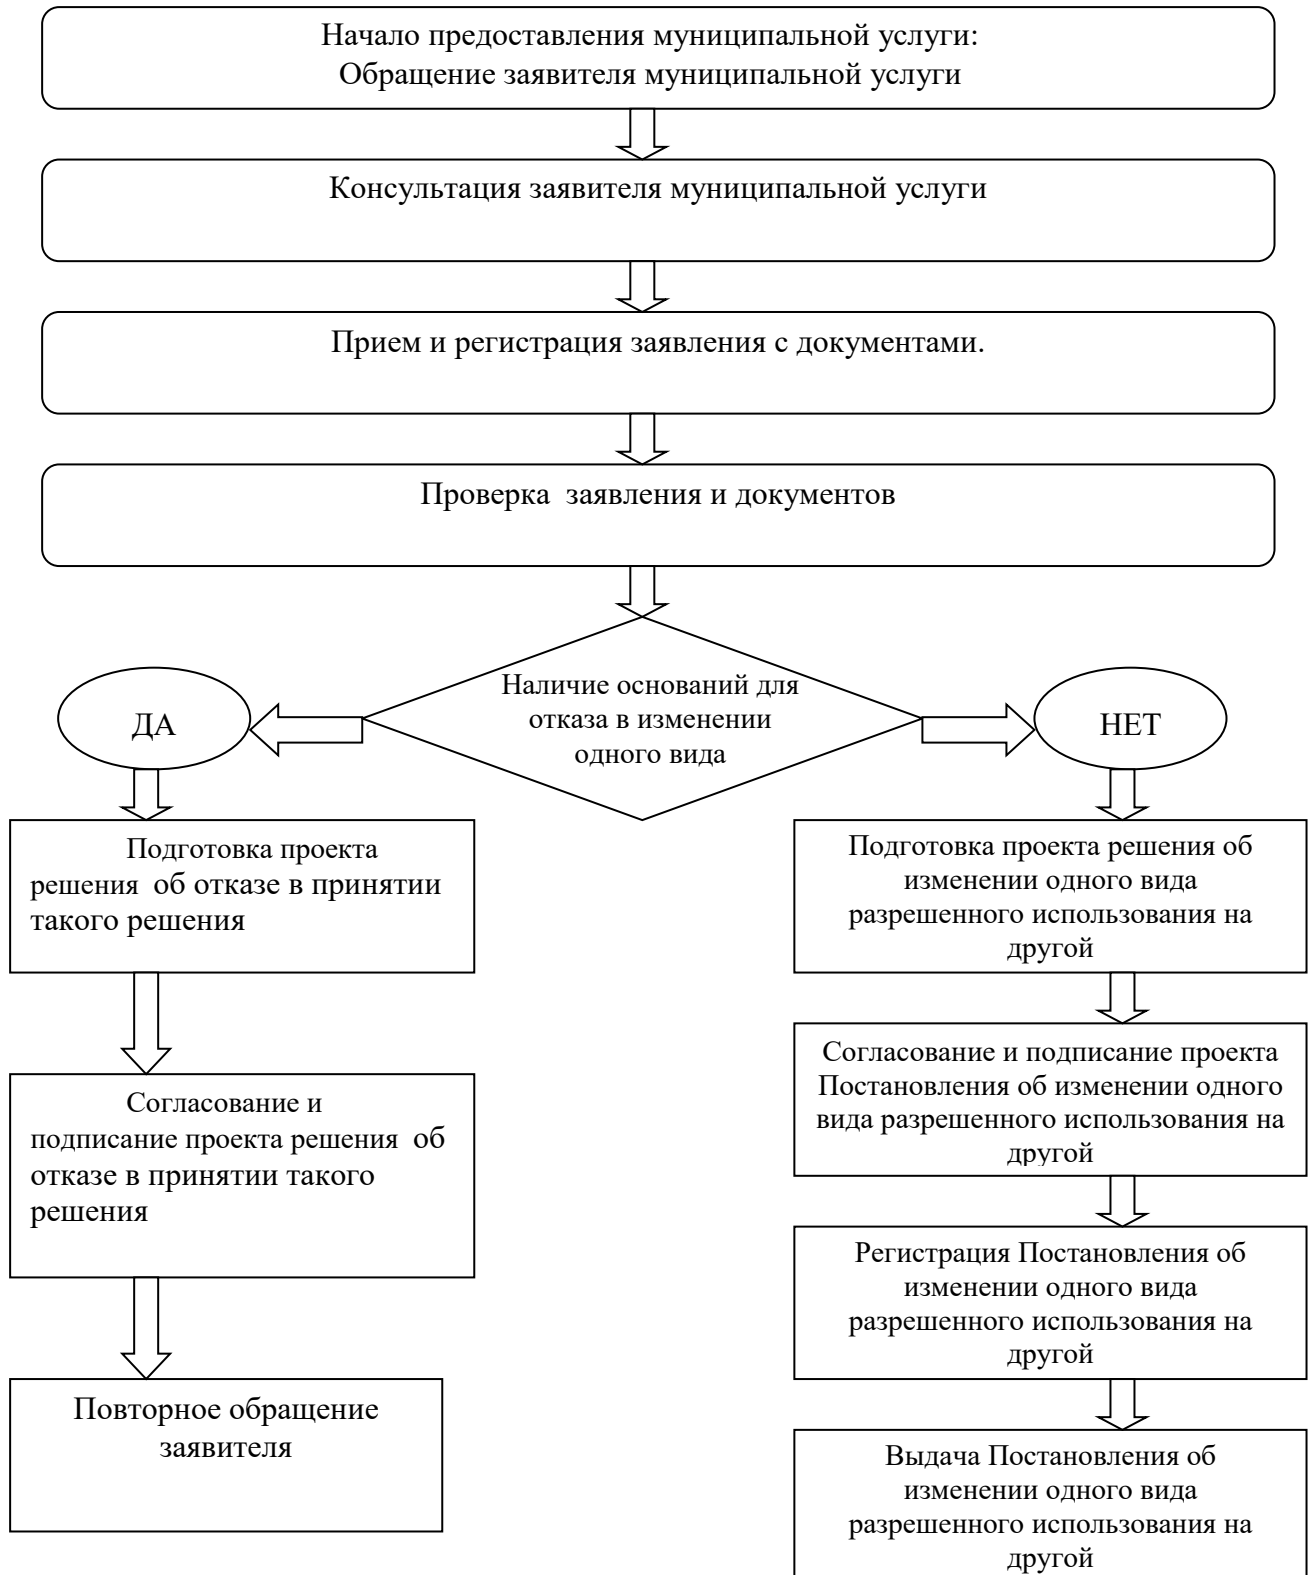 Начало предоставления муниципальной услуги:
Обращение заявителя муниципальной услуги
Консультация заявителя муниципальной услуги
Прием и регистрация заявления с документами.
Проверка  заявления и документов
Наличие оснований для
отказа в изменении
одного вида
ДА
НЕТ
Подготовка проекта
решения  об отказе в принятии
такого решения
Согласование и
подписание проекта решения  об
отказе в принятии такого
решения
Повторное обращение
заявителя
Подготовка проекта решения об
изменении одного вида
разрешенного использования на
другой
Согласование и подписание проекта
Постановления об изменении одного
вида разрешенного использования на
другой
Регистрация Постановления об
изменении одного вида
разрешенного использования на
другой
Выдача Постановления об
изменении одного вида
разрешенного использования на
другой